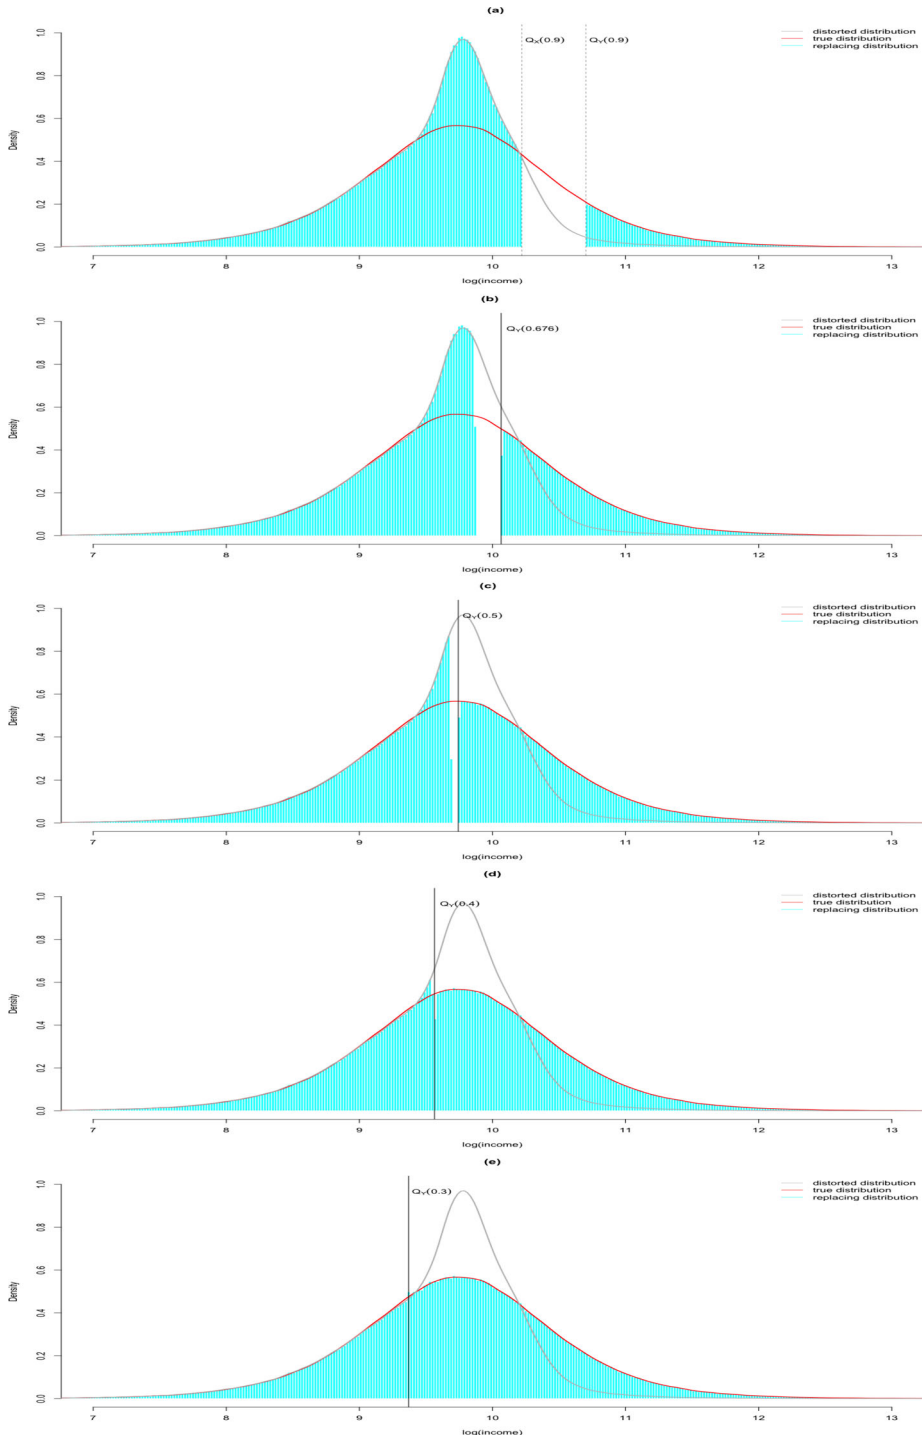 (a)
Q_X(0.9) Q_Y(0.9)
distorted distribution
true distribution
replacing distribution
Density
0.0 0.2 0.4 0.6 0.8 1.0
7 8 9 10 11 12 13
log(income)
(b)
Q_Y(0.676)
distorted distribution
true distribution
replacing distribution
Density
0.0 0.2 0.4 0.6 0.8 1.0
7 8 9 10 11 12 13
log(income)
(c)
Q_Y(0.5)
distorted distribution
true distribution
replacing distribution
Density
0.0 0.2 0.4 0.6 0.8 1.0
7 8 9 10 11 12 13
log(income)
(d)
Q_Y(0.4)
distorted distribution
true distribution
replacing distribution
Density
0.0 0.2 0.4 0.6 0.8 1.0
7 8 9 10 11 12 13
log(income)
(e)
Q_Y(0.3)
distorted distribution
true distribution
replacing distribution
Density
0.0 0.2 0.4 0.6 0.8 1.0
7 8 9 10 11 12 13
log(income)